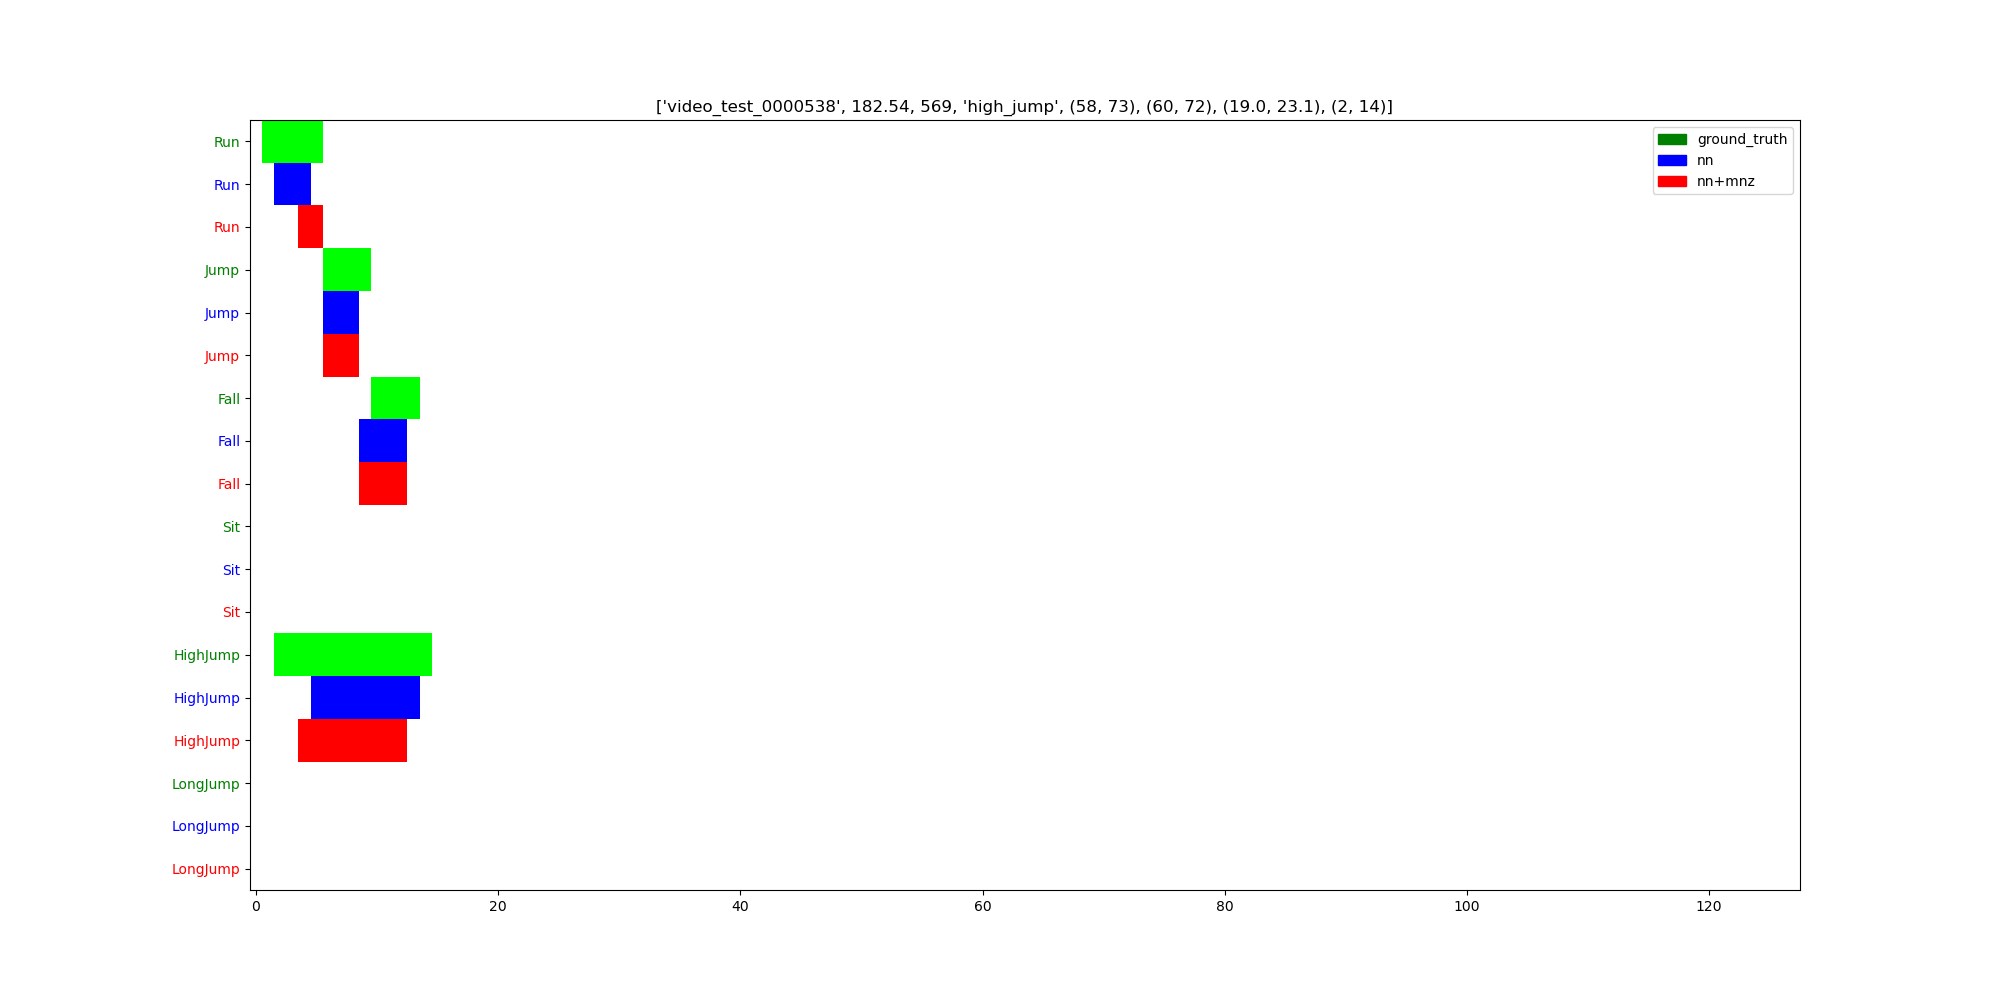 ['video_test_0000538', 182.54, 569, 'high_jump', (58, 73), (60, 72), (19.0, 23.1), (2, 14)]
ground_truth
nn
nn+mnz
Run
Run
Run
Jump
Jump
Jump
Fall
Fall
Fall
Sit
Sit
Sit
HighJump
HighJump
HighJump
LongJump
LongJump
LongJump
0 20 40 60 80 100 120